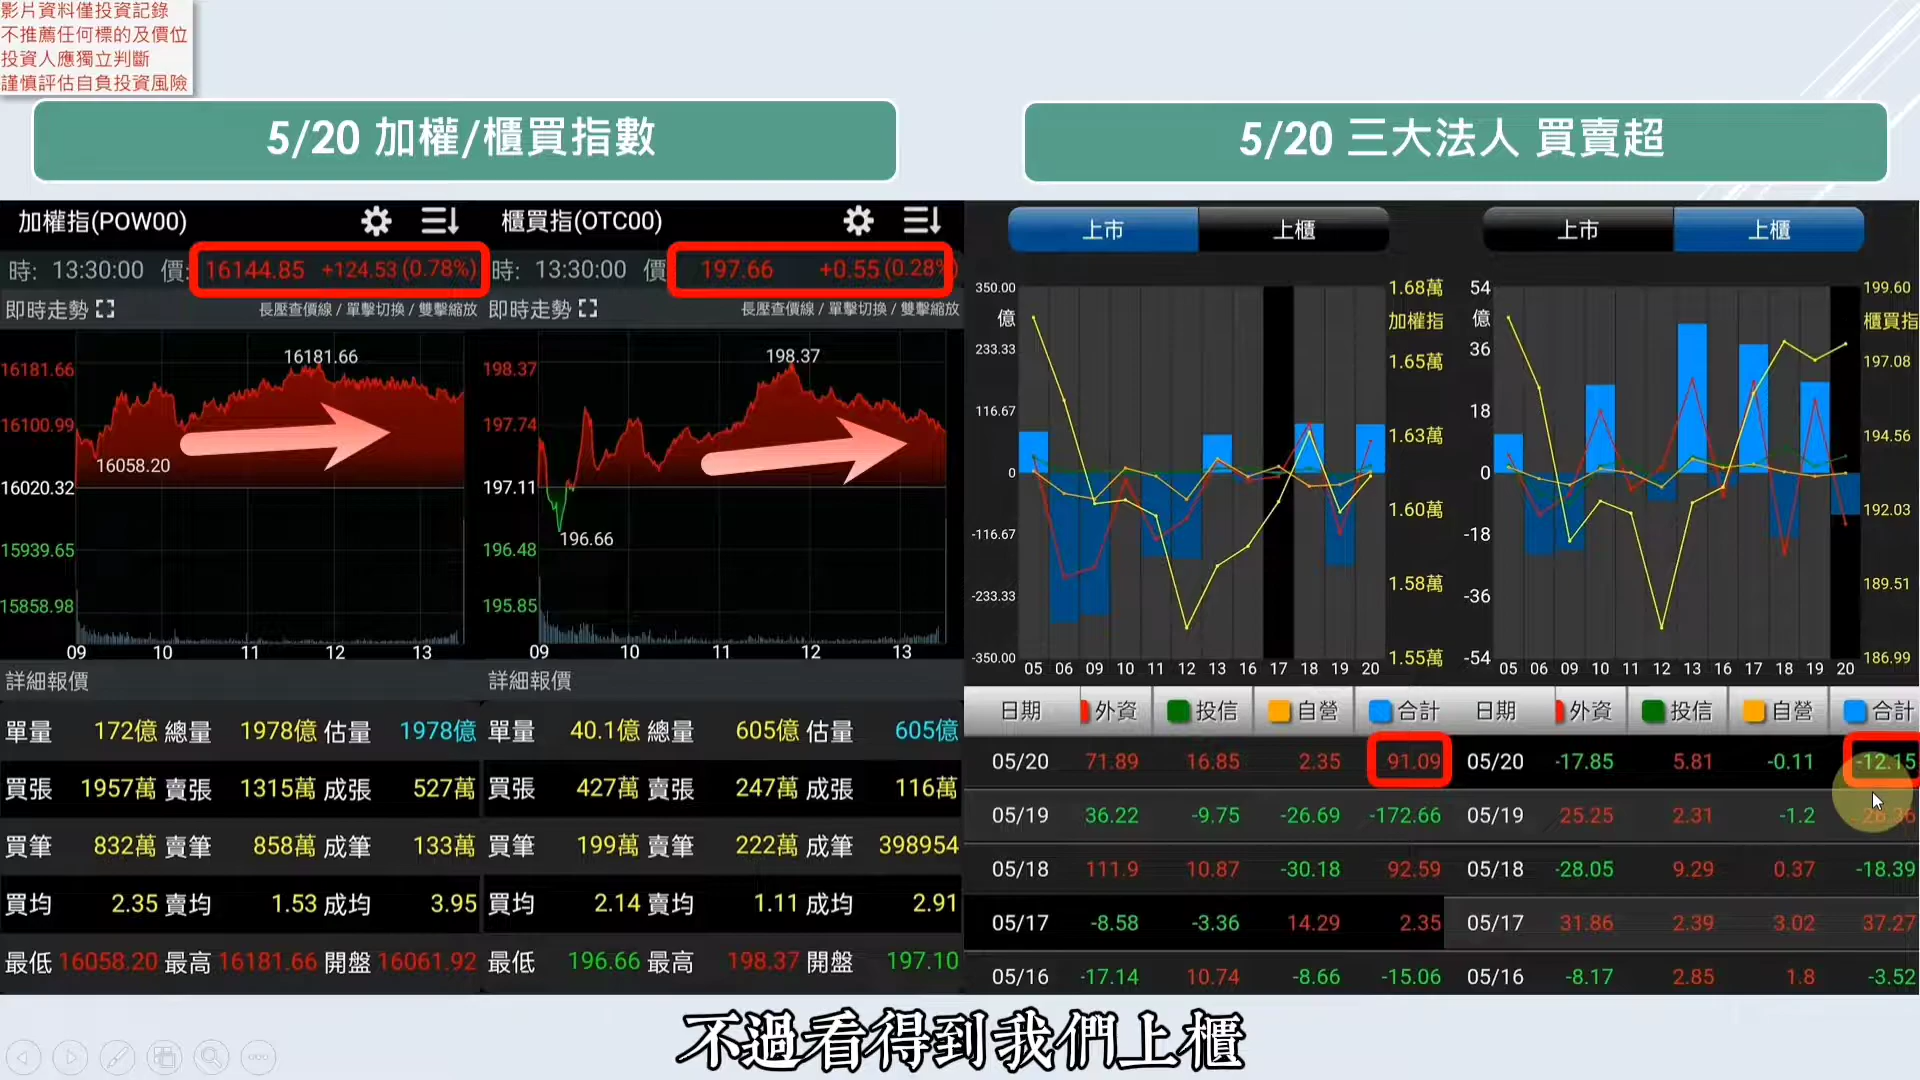 影片資料僅投資記錄
不推薦任何標的及價位
投資人應獨立判斷
謹慎評估自負投資風險
5/20 加權/櫃買指數
5/20 三大法人 買賣超
加權指(POW00)
時: 13:30:00 價: 16144.85 +124.53(0.78%)
即時走勢 長壓查價線/單擊切換/雙擊縮放
16181.66
16100.99
16020.32
15939.65
15858.98
16181.66
16058.20
09 10 11 12 13
詳細報價
單量 172億 總量 1978億 估量 1978億
買張 1957萬 賣張 1315萬 成張 527萬
買筆 832萬 賣筆 858萬 成筆 133萬
買均 2.35 賣均 1.53 成均 3.95
最低 16058.20 最高 16181.66 開盤 16061.92
櫃買指(OTC00)
時: 13:30:00 價 197.66 +0.55(0.28%)
即時走勢 長壓查價線/單擊切換/雙擊縮放
198.37
197.74
197.11
196.48
195.85
198.37
196.66
09 10 11 12 13
詳細報價
單量 40.1億 總量 605億 估量 605億
買張 427萬 賣張 247萬 成張 116萬
買筆 199萬 賣筆 222萬 成筆 398954
買均 2.14 賣均 1.11 成均 2.91
最低 196.66 最高 198.37 開盤 197.10
上市 上櫃
350.00
億
233.33
116.67
0
-116.67
-233.33
-350.00
1.68萬
加權指
1.65萬
1.63萬
1.60萬
1.58萬
1.55萬
05 06 09 10 11 12 13 16 17 18 19 20
日期 外資 投信 自營 合計
05/20 71.89 16.85 2.35 91.09
05/19 36.22 -9.75 -26.69 -172.66
05/18 111.9 10.87 -30.18 92.59
05/17 -8.58 -3.36 14.29 2.35
05/16 -17.14 10.74 -8.66 -15.06
上市 上櫃
54
億
36
18
0
-18
-36
-54
199.60
櫃買指
197.08
194.56
192.03
189.51
186.99
05 06 09 10 11 12 13 16 17 18 19 20
日期 外資 投信 自營 合計
05/20 -17.85 5.81 -0.11 -12.15
05/19 25.25 2.31 -1.2 26.36
05/18 -28.05 9.29 0.37 -18.39
05/17 31.86 2.39 3.02 37.27
05/16 -8.17 2.85 1.8 -3.52
不過看得到我們上櫃